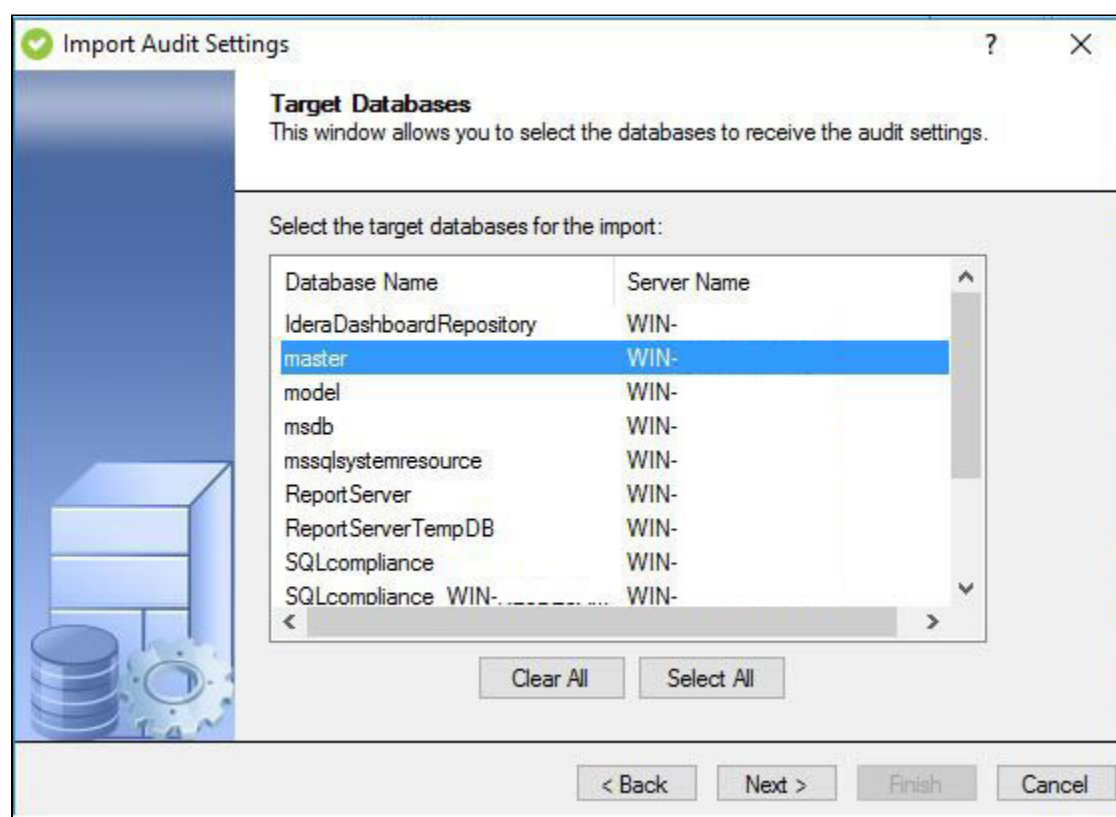 Import Audit Settings ?
Target Databases
This window allows you to select the databases to receive the audit settings.
Select the target databases for the import:
Database Name Server Name
IderaDashboardRepository WIN-
master WIN-
model WIN-
msdb WIN-
mssqlsystemresource WIN-
ReportServer WIN-
ReportServerTempDB WIN-
SQLcompliance WIN-
SQLcompliance_WIN- WIN-
Clear All Select All
< Back Next > Finish Cancel